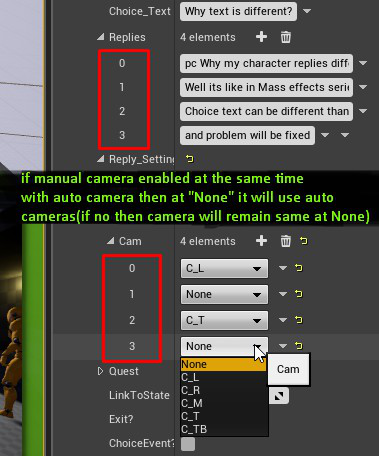 Choice_Text
Why text is different?
Replies
4 elements
0
pc Why my character replies diff
1
Well its like in Mass effects seri
2
Choice text can be different than
3
and problem will be fixed
Reply_Setting
if manual camera enabled at the same time
with auto camera then at "None" it will use auto
cameras(if no then camera will remain same at None)
Cam
4 elements
0
C_L
1
None
2
C_T
3
None
None
Cam
C_L
C_R
C_M
C_T
C_TB
Quest
LinkToState
Exit?
ChoiceEvent?